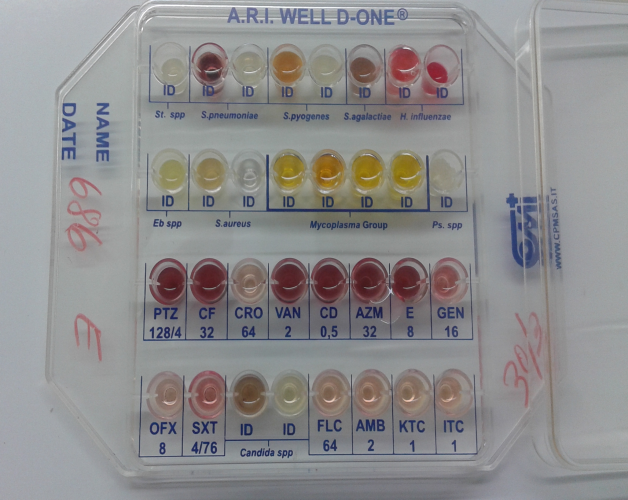 A.R.I. WELL D-ONE®
ID ID ID ID ID ID ID ID
St. spp S.pneumoniae S.pyogenes S.agalactiae H. influenzae
ID ID ID ID ID ID ID ID
Eb spp S.aureus Mycoplasma Group Ps. spp
PTZ CF CRO VAN CD AZM E GEN
128/4 32 64 2 0,5 32 8 16
OFX SXT ID ID FLC AMB KTC ITC
8 4/76 Candida spp 64 2 1 1
NAME
DATE
989
E
CPM
WWW.CPMSAS.IT